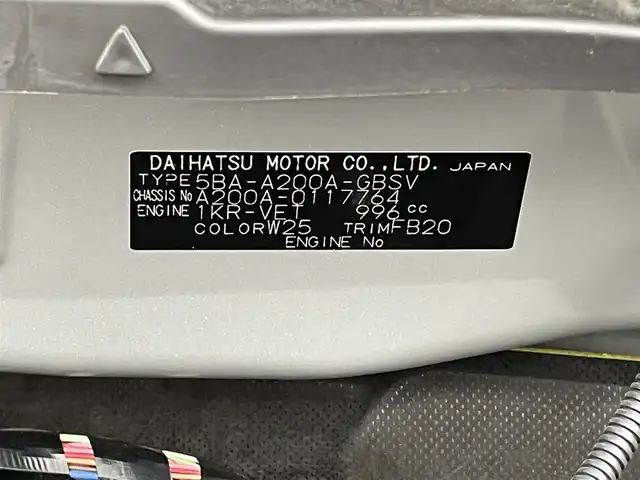 DAIHATSU MOTOR CO.,LTD. JAPAN
TYPE 5BA-A200A-GBSV
CHASSIS No A200A-0117764
ENGINE 1KR-VET 996 cc
COLOR W25 TRIM FB20
ENGINE No